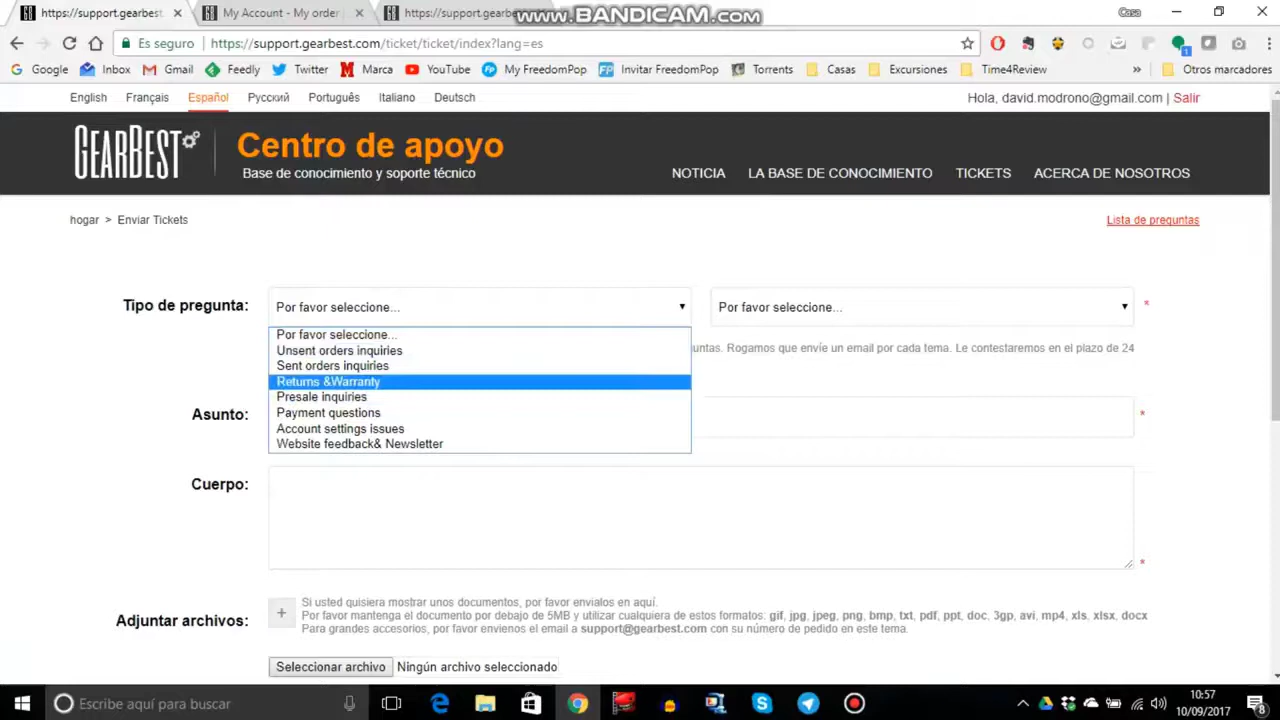 https://support.gearbest.
My Account - My order
https://support.gearbest
www.BANDICAM.com
Casa
Es seguro
https://support.gearbest.com/ticket/ticket/index?lang=es
Google
Inbox
Gmail
Feedly
Twitter
Marca
YouTube
My FreedomPop
Invitar FreedomPop
Torrents
Casas
Excursiones
Time4Review
»
Otros marcadores
English
Français
Español
Русский
Português
Italiano
Deutsch
Hola, david.modrono@gmail.com | Salir
GEARBEST
Centro de apoyo
Base de conocimiento y soporte técnico
NOTICIA
LA BASE DE CONOCIMIENTO
TICKETS
ACERCA DE NOSOTROS
hogar > Enviar Tickets
Lista de preguntas
Tipo de pregunta:
Por favor seleccione...
Por favor seleccione...
*
Por favor seleccione...
Unsent orders inquiries
Sent orders inquiries
Returns &Warranty
Presale inquiries
Payment questions
Account settings issues
Website feedback& Newsletter
untas. Rogamos que envíe un email por cada tema. Le contestaremos en el plazo de 24
Asunto:
*
Cuerpo:
*
Adjuntar archivos:
+
Si usted quisiera mostrar unos documentos, por favor envialos en aquí.
Por favor mantenga el documento por debajo de 5MB y utilizar cualquiera de estos formatos: gif, jpg, jpeg, png, bmp, txt, pdf, ppt, doc, 3gp, avi, mp4, xls, xlsx, docx
Para grandes accesorios, por favor envienos el email a support@gearbest.com con su número de pedido en este tema.
Seleccionar archivo
Ningún archivo seleccionado
Escribe aquí para buscar
10:57
10/09/2017
8